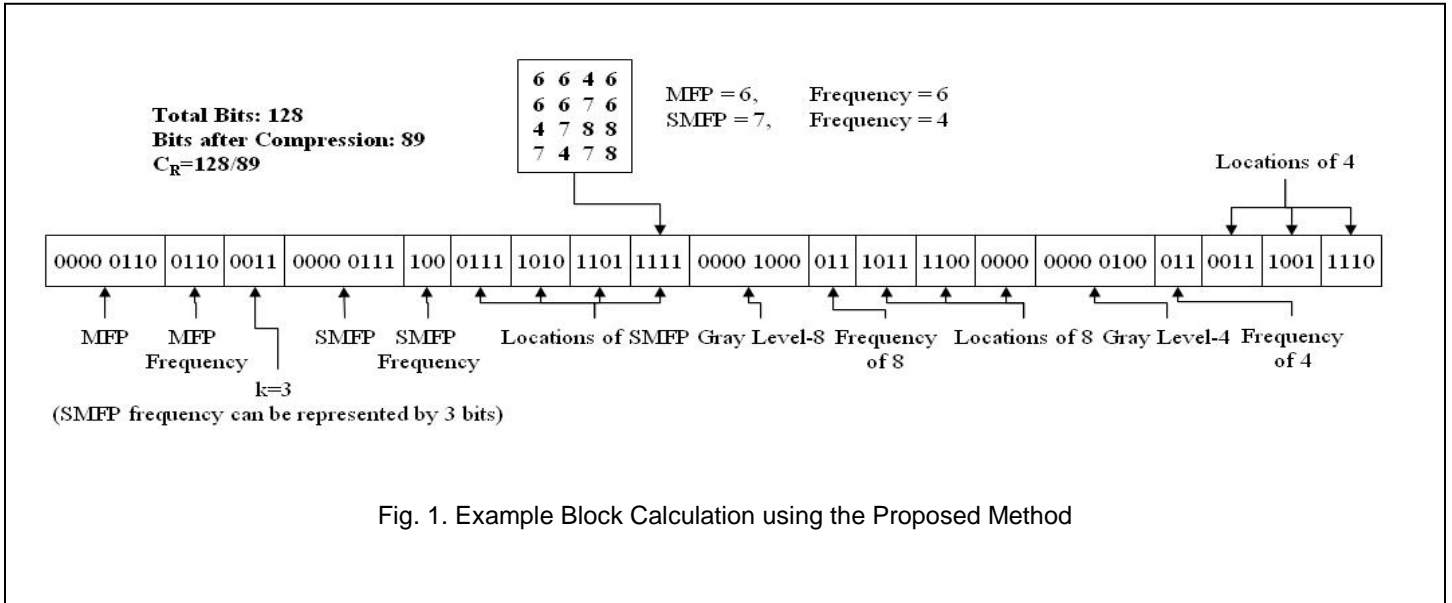 Total Bits: 128
Bits after Compression: 89
C_R=128/89
6 6 4 6
6 6 7 6
4 7 8 8
7 4 7 8
MFP = 6, Frequency = 6
SMFP = 7, Frequency = 4
Locations of 4
0000 0110 0110 0011 0000 0111 100 0111 1010 1101 1111 0000 1000 011 1011 1100 0000 0000 0100 011 0011 1001 1110
MFP
MFP
Frequency
k=3
(SMFP frequency can be represented by 3 bits)
SMFP
SMFP
Frequency
Locations of SMFP
Gray Level-8
Frequency
of 8
Locations of 8
Gray Level-4
Frequency
of 4
Fig. 1. Example Block Calculation using the Proposed Method